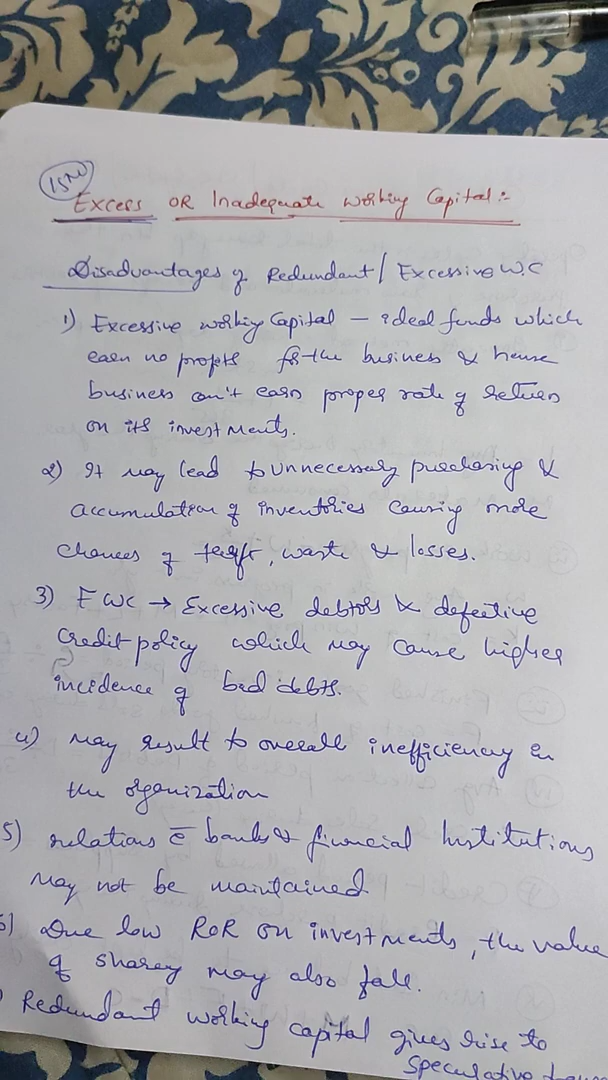 15M
Excess OR Inadequate working Capital :-
Disadvantages of Redundant / Excessive W.C
1) Excessive working Capital — ideal funds which
earn no profits for the business & hense
business can't earn proper rate of return
on its investments.
2) It may lead to unnecessary purchasing &
accumulation of inventories causing more
chances of theft, waste & losses.
3) EWC → Excessive debtors & defective
Credit policy which may cause higher
incidence of bad debts.
4) May result to overall inefficiency in
the organization
5) relations c̄ banks & financial Institutions
May not be maintained.
6) Due low ROR on investments, the value
of shares may also fall.
) Redundant working capital gives rise to
speculative